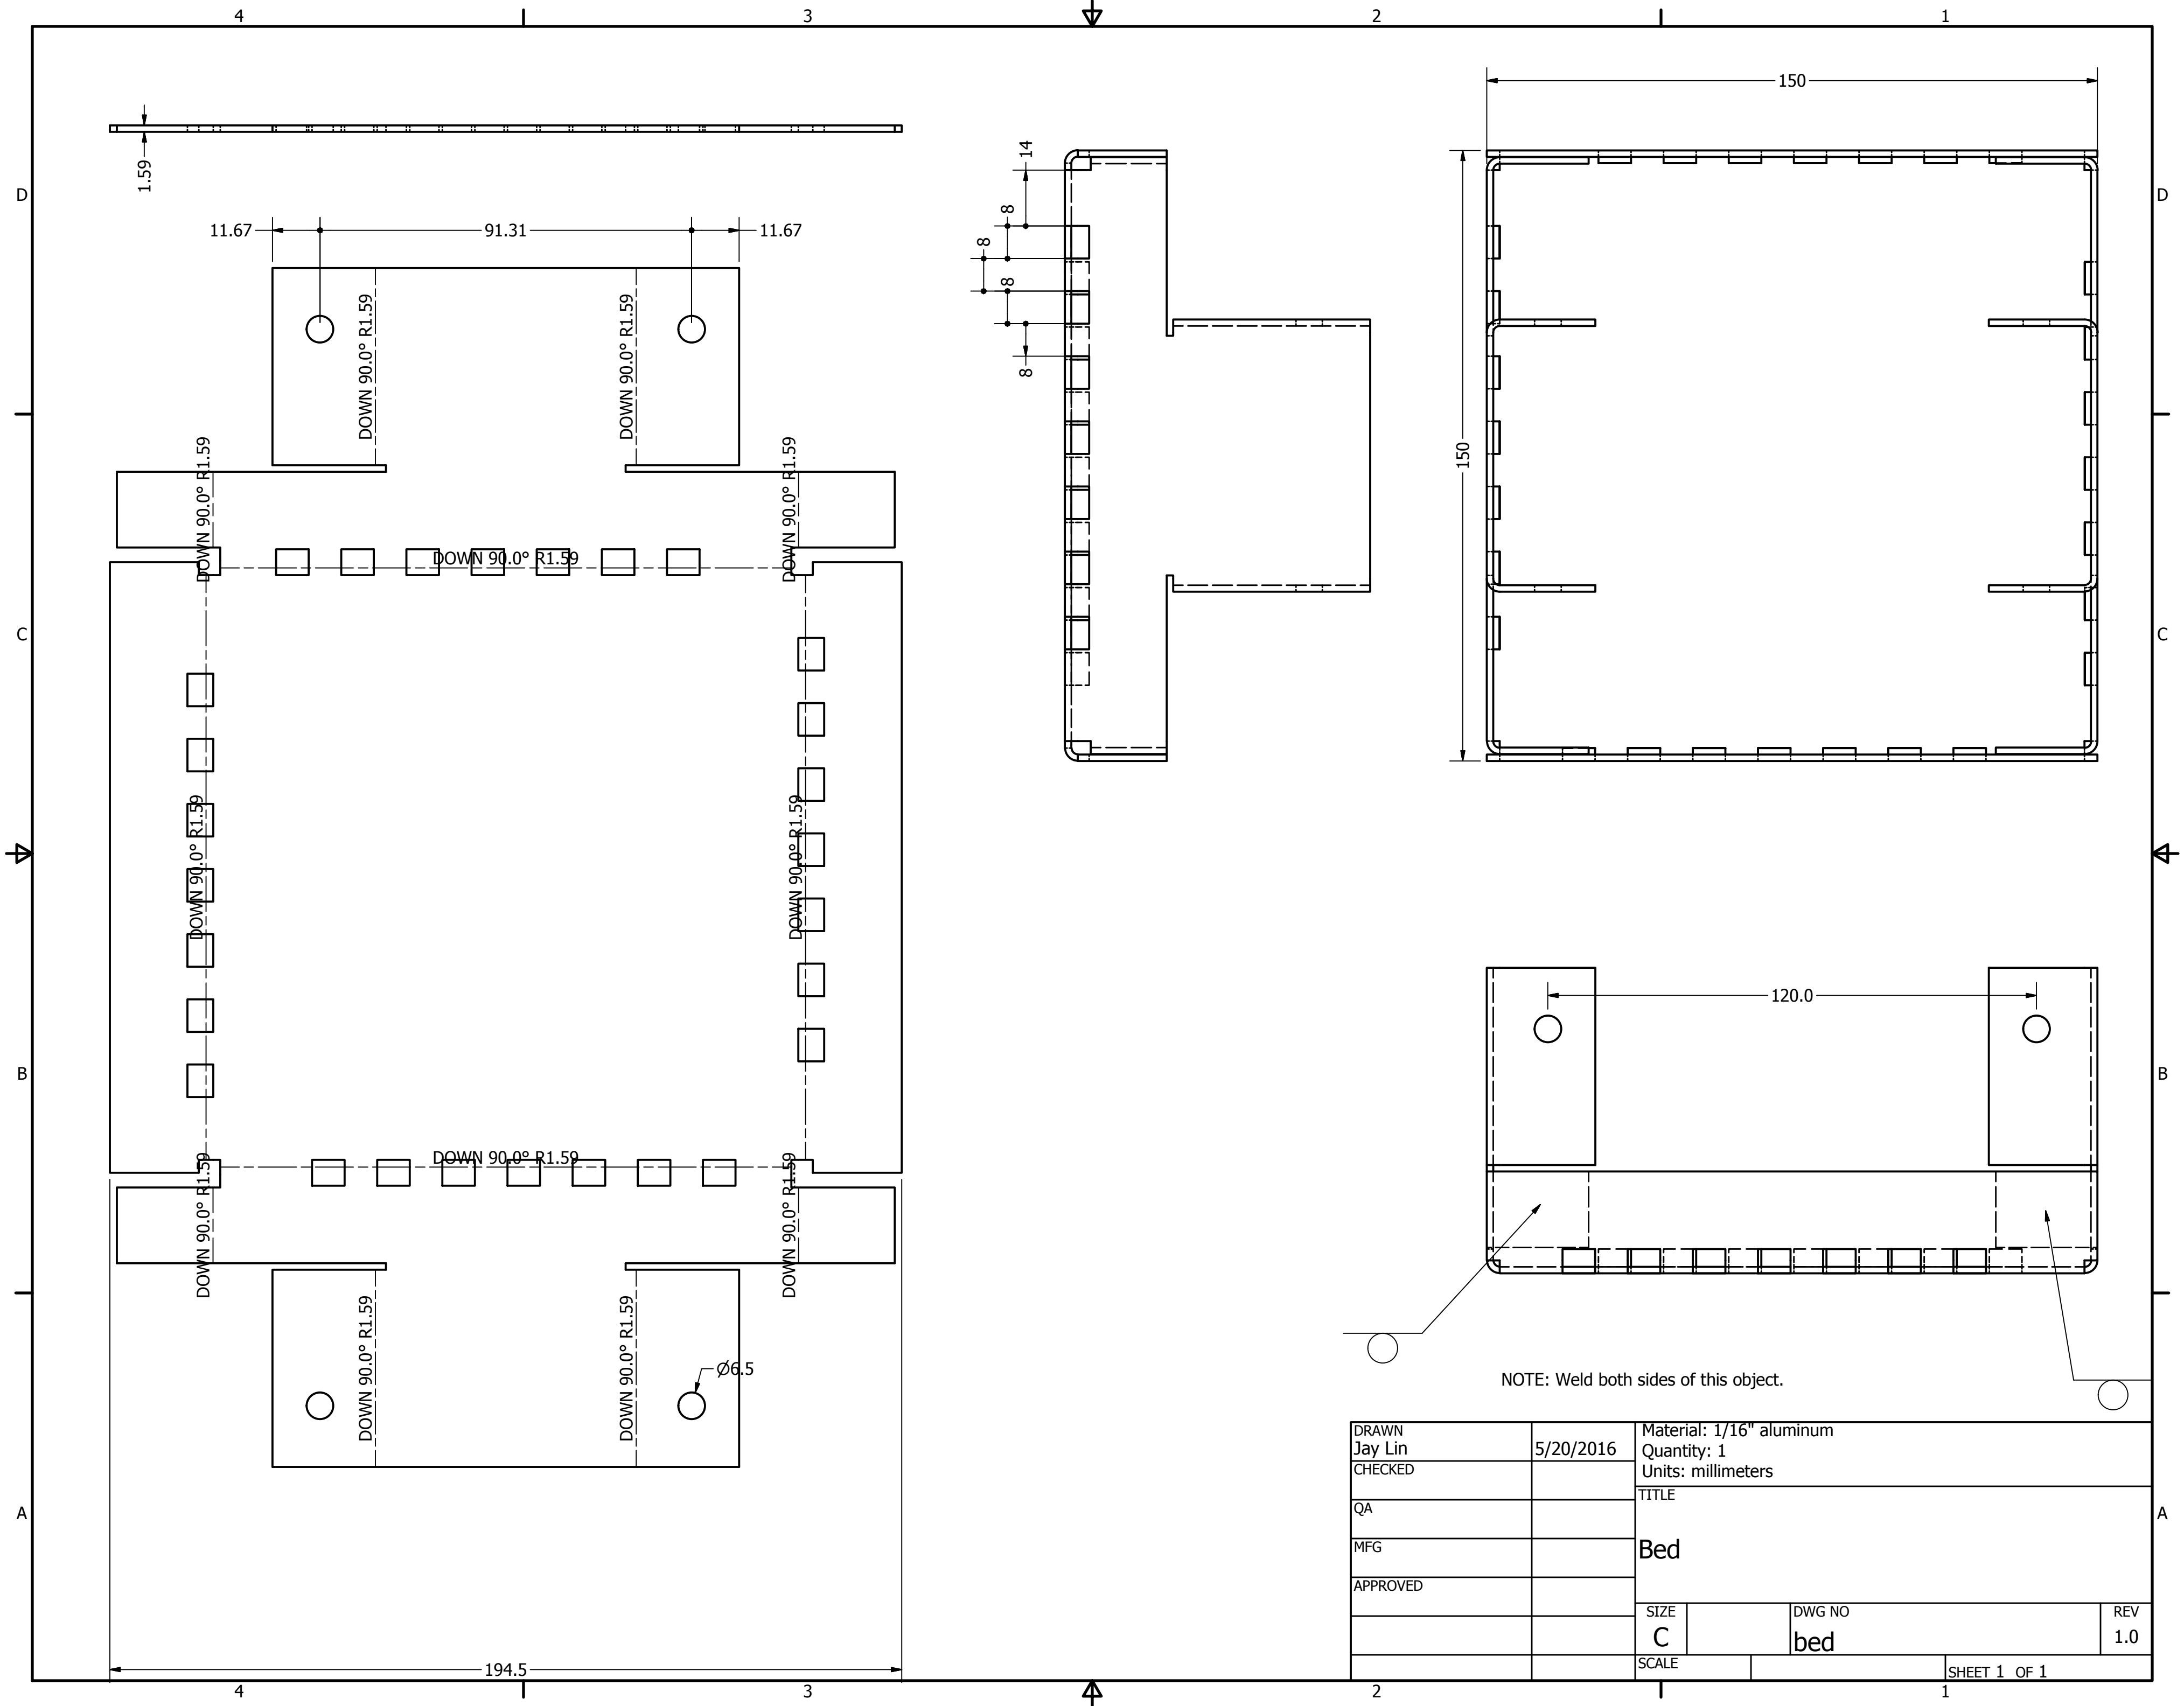 4
3
2
1
D
D
C
C
B
B
A
A
4
3
2
1
1.59
11.67
91.31
11.67
DOWN 90.0° R1.59
DOWN 90.0° R1.59
DOWN 90.0° R1.59
DOWN 90.0° R1.59
DOWN 90.0° R1.59
DOWN 90.0° R1.59
DOWN 90.0° R1.59
DOWN 90.0° R1.59
DOWN 90.0° R1.59
DOWN 90.0° R1.59
DOWN 90.0° R1.59
DOWN 90.0° R1.59
Ø6.5
194.5
14
8
8
8
8
150
150
120.0
NOTE: Weld both sides of this object.
DRAWN
Jay Lin
5/20/2016
CHECKED
QA
MFG
APPROVED
Material: 1/16" aluminum
Quantity: 1
Units: millimeters
TITLE
Bed
SIZE
C
DWG NO
bed
REV
1.0
SCALE
SHEET 1 OF 1